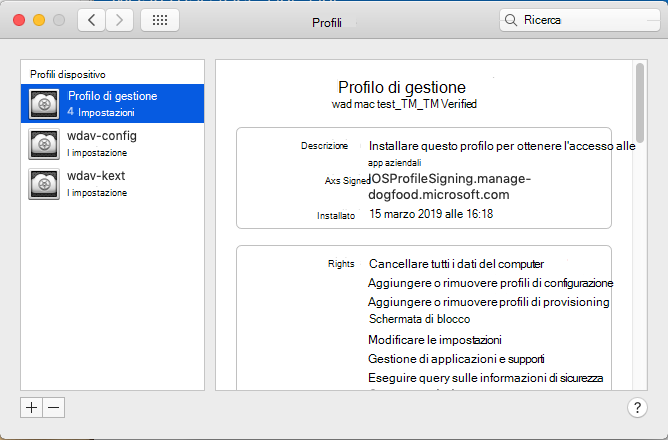 Profili
Ricerca
Profili dispositivo
Profilo di gestione
4 Impostazioni
wdav-config
I impostazione
wdav-kext
I impostazione
Profilo di gestione
wad mac test_TM_TM Verified
Descrizione Installare questo profilo per ottenere l'accesso alle
app aziendali
Axs Signed IOSProfileSigning.manage-
dogfood.microsoft.com
Installato 15 marzo 2019 alle 16:18
Rights Cancellare tutti i dati del computer
Aggiungere o rimuovere profili di configurazione
Aggiungere o rimuovere profili di provisioning
Schermata di blocco
Modificare le impostazioni
Gestione di applicazioni e supporti
Eseguire query sulle informazioni di sicurezza
+ − ?